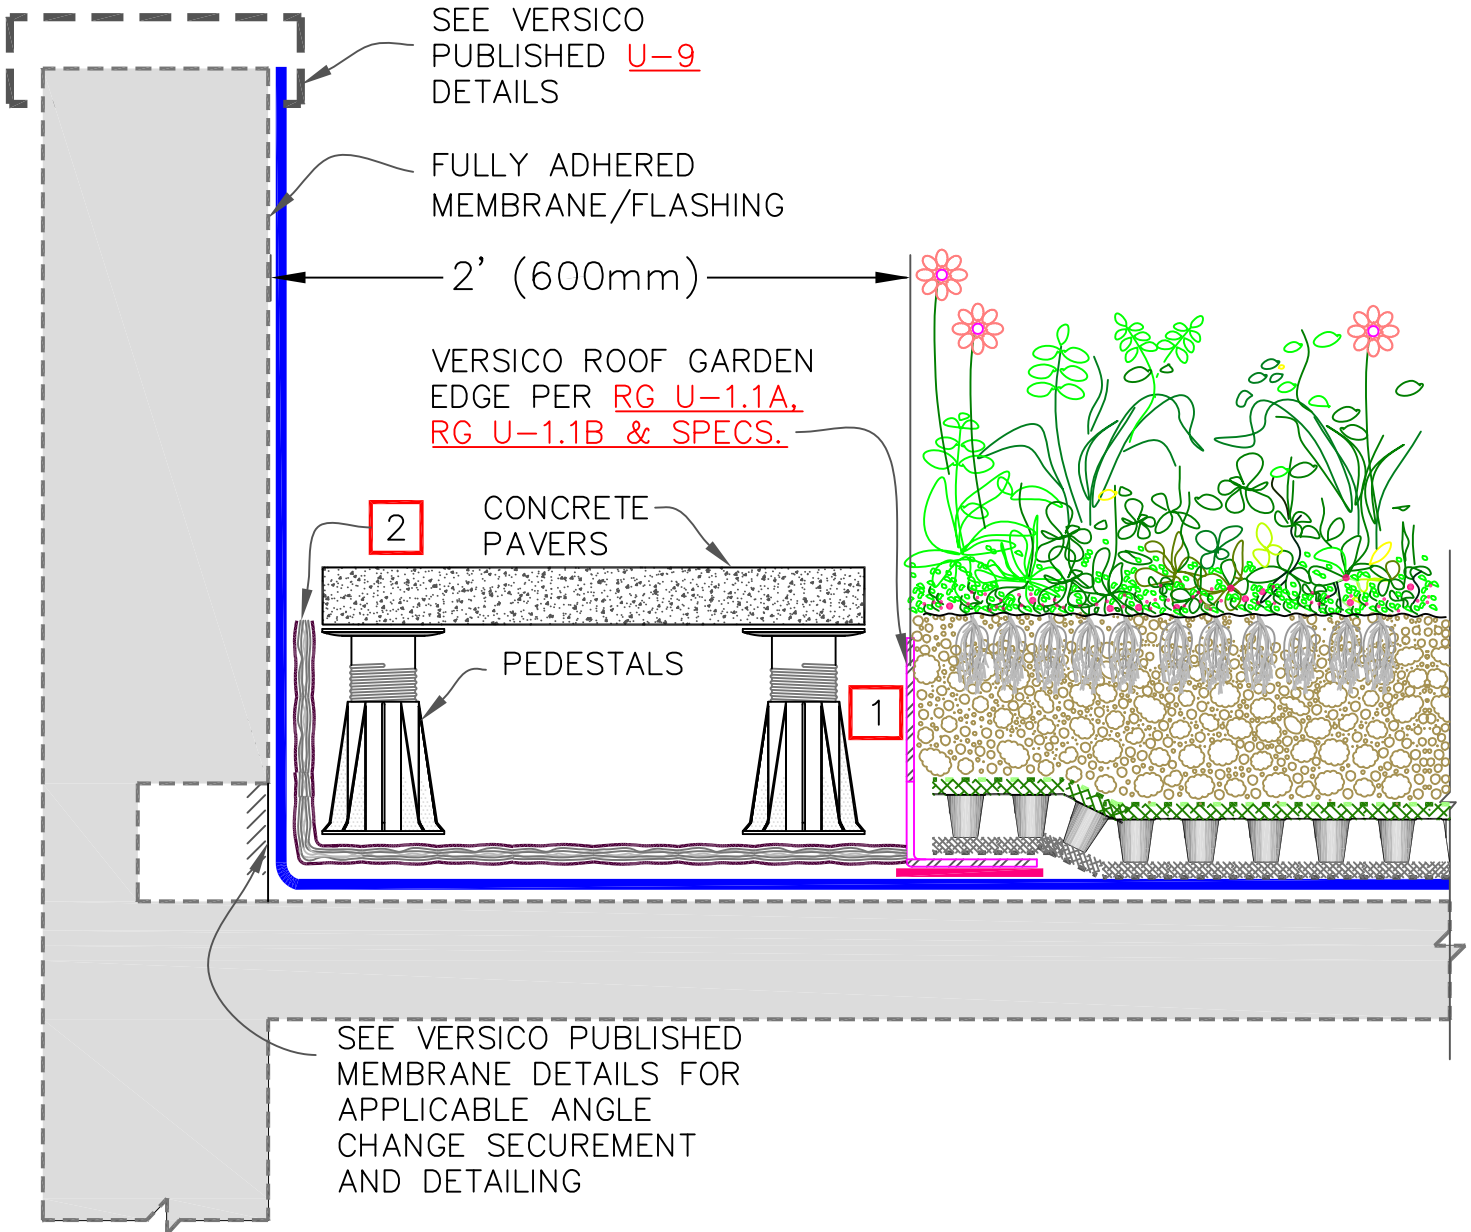 SEE VERSICO
PUBLISHED U-9
DETAILS
FULLY ADHERED
MEMBRANE/FLASHING
2' (600mm)
VERSICO ROOF GARDEN
EDGE PER RG U-1.1A,
RG U-1.1B & SPECS.
2
CONCRETE
PAVERS
PEDESTALS
1
SEE VERSICO PUBLISHED
MEMBRANE DETAILS FOR
APPLICABLE ANGLE
CHANGE SECUREMENT
AND DETAILING